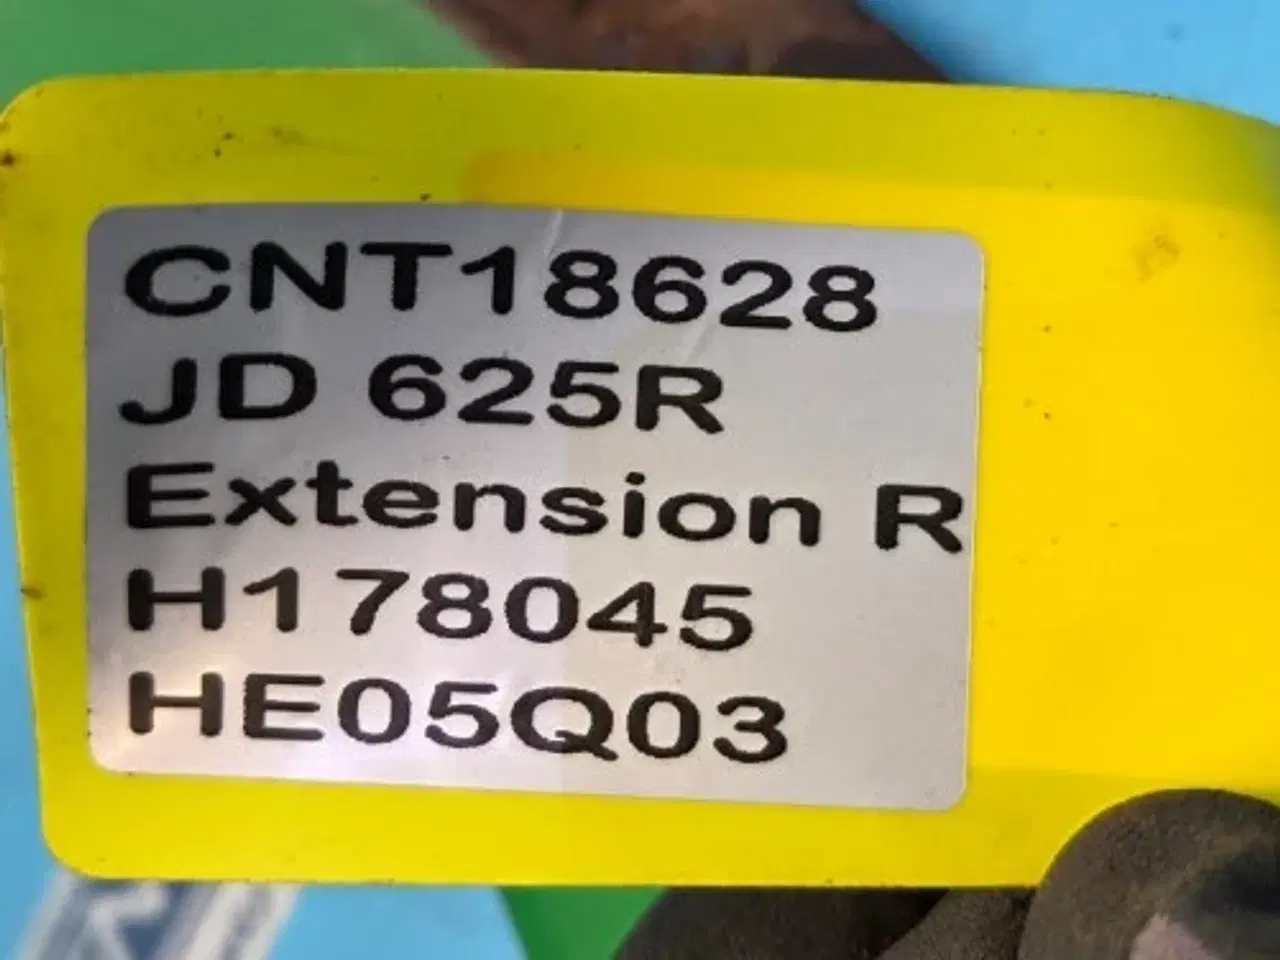 CNT18628
JD 625R
Extension R
H178045
HE05Q03